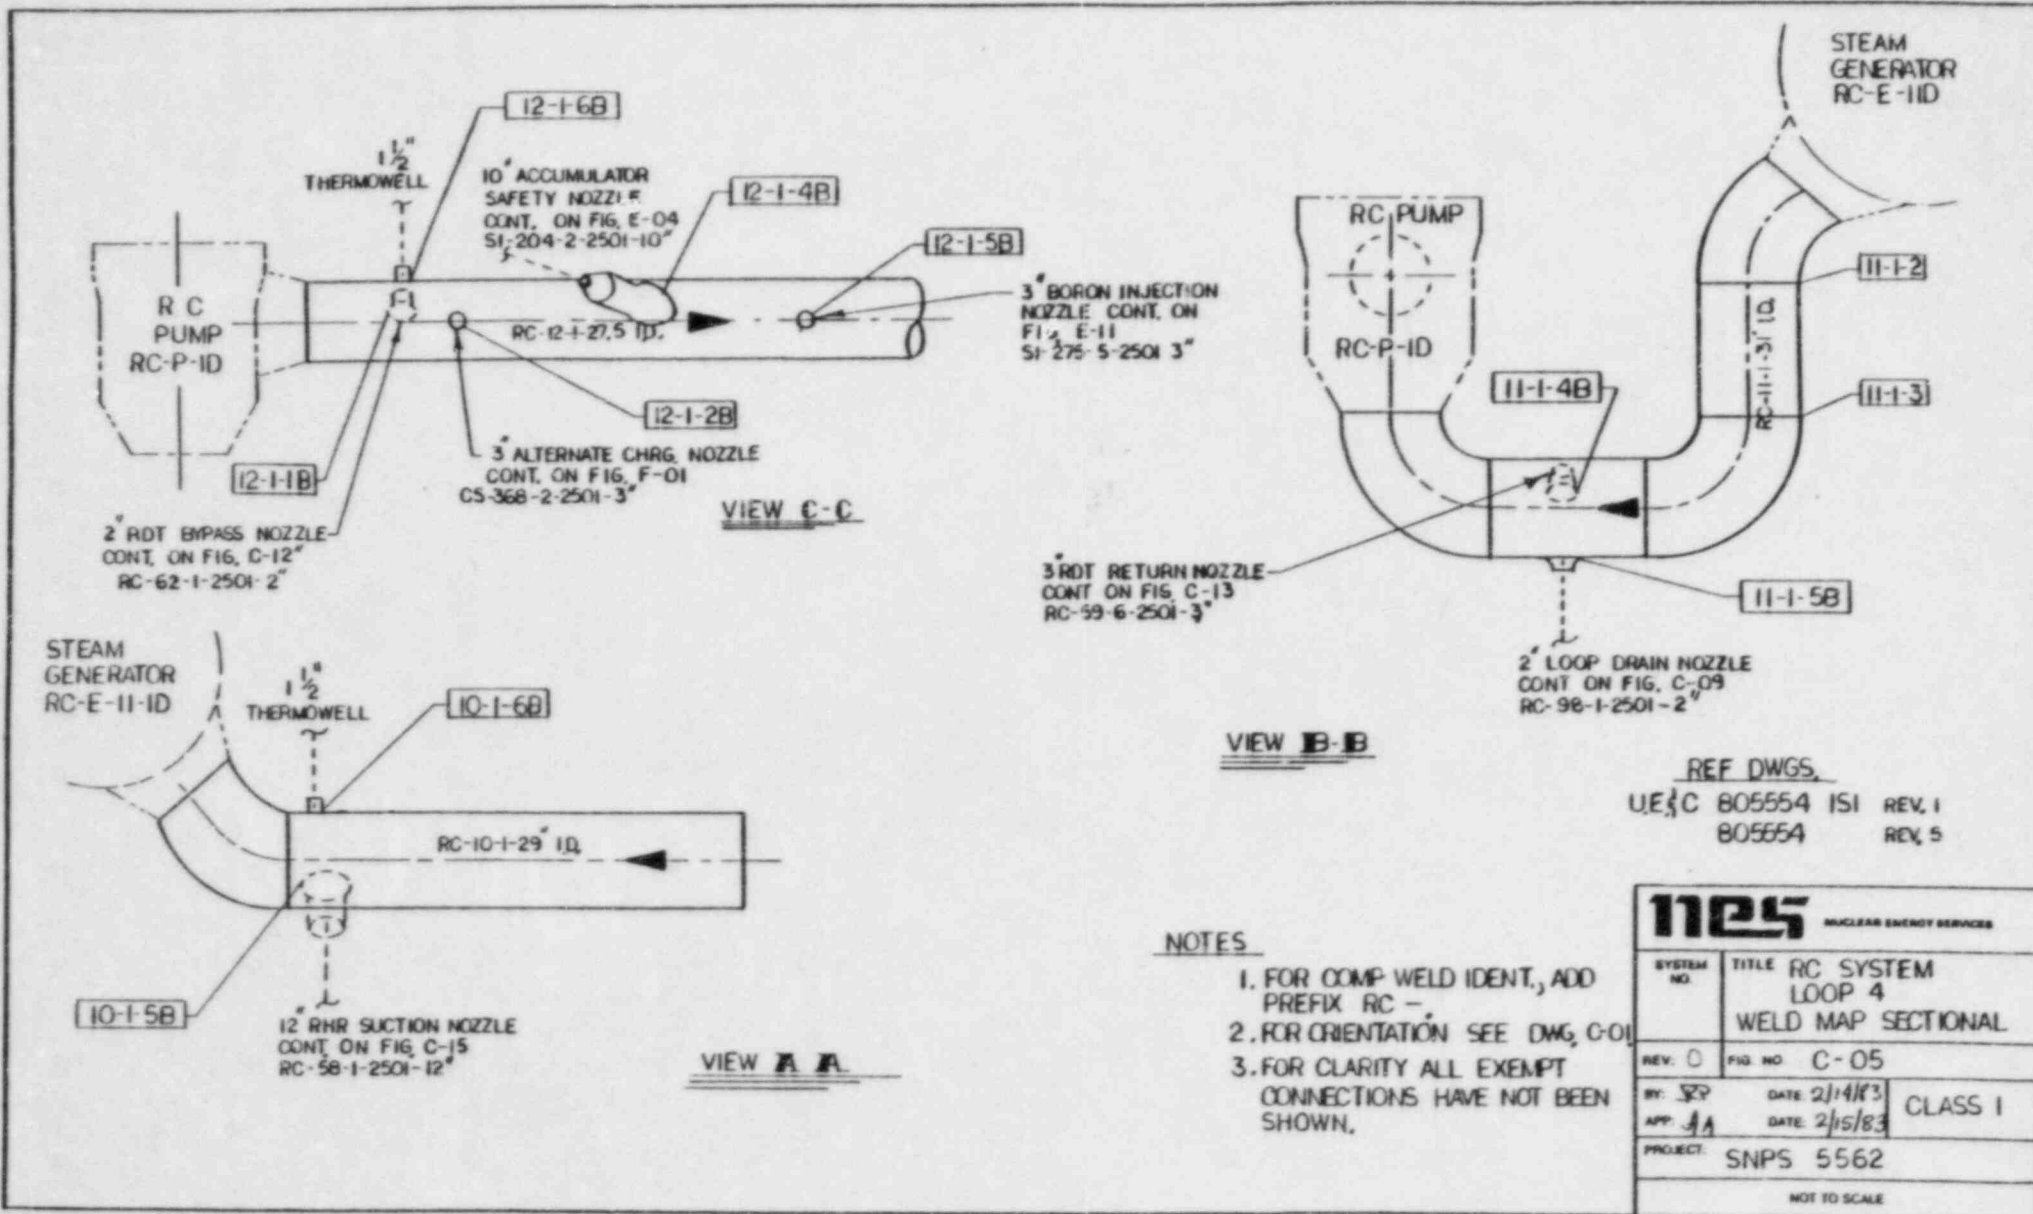 12-1-6B
1 1/2"
THERMOWELL
10" ACCUMULATOR
SAFETY NOZZLE
CONT. ON FIG. E-04
SI-204-2-2501-10"
12-1-4B
12-1-5B
3" BORON INJECTION
NOZZLE CONT. ON
E-11
SI-275-5-2501 3"
R C
PUMP
RC-P-1D
RC-12-1-27.5 I.D.
12-1-2B
12-1-1B
3" ALTERNATE CHRG. NOZZLE
CONT. ON FIG. F-01
CS-368-2-2501-3"
2" RDT BYPASS NOZZLE
CONT. ON FIG. C-12
RC-62-1-2501-2"
VIEW C-C
STEAM
GENERATOR
RC-E-11D
RC PUMP
RC-P-1D
11-1-2
RC-11-1-31" I.D.
11-1-3
11-1-4B
3" RDT RETURN NOZZLE
CONT ON FIG. C-13
RC-59-6-2501-3"
11-1-5B
2" LOOP DRAIN NOZZLE
CONT ON FIG. C-09
RC-98-1-2501-2"
VIEW B-B
STEAM
GENERATOR
RC-E-11-1D
1 1/2"
THERMOWELL
10-1-6B
RC-10-1-29" I.D.
10-1-5B
12" RHR SUCTION NOZZLE
CONT. ON FIG. C-15
RC-58-1-2501-12"
VIEW A A
REF DWGS.
U.E.&C 805554 ISI REV. 1
805554 REV. 5
NOTES
1. FOR COMP WELD IDENT., ADD
PREFIX RC -.
2. FOR ORIENTATION SEE DWG. C-01
3. FOR CLARITY ALL EXEMPT
CONNECTIONS HAVE NOT BEEN
SHOWN.
nes NUCLEAR ENERGY SERVICES
SYSTEM NO.
TITLE RC SYSTEM
LOOP 4
WELD MAP SECTIONAL
REV: 0 FIG. NO C-05
BY: DATE 2/14/83
APP: AA DATE: 2/15/83
CLASS 1
PROJECT: SNPS 5562
NOT TO SCALE